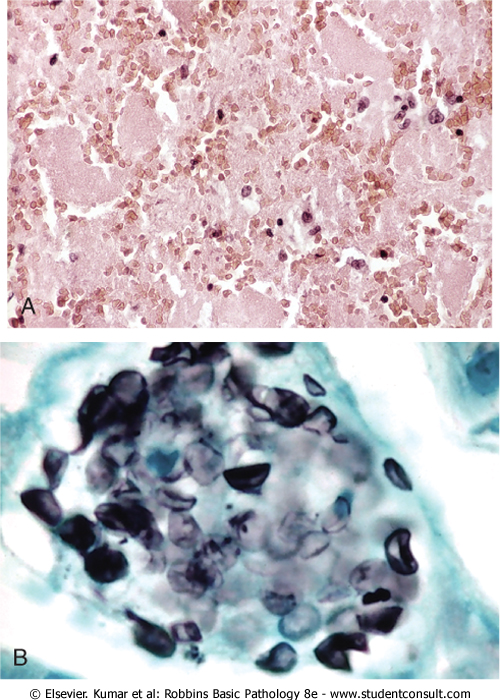 A
B
© Elsevier. Kumar et al: Robbins Basic Pathology 8e - www.studentconsult.com